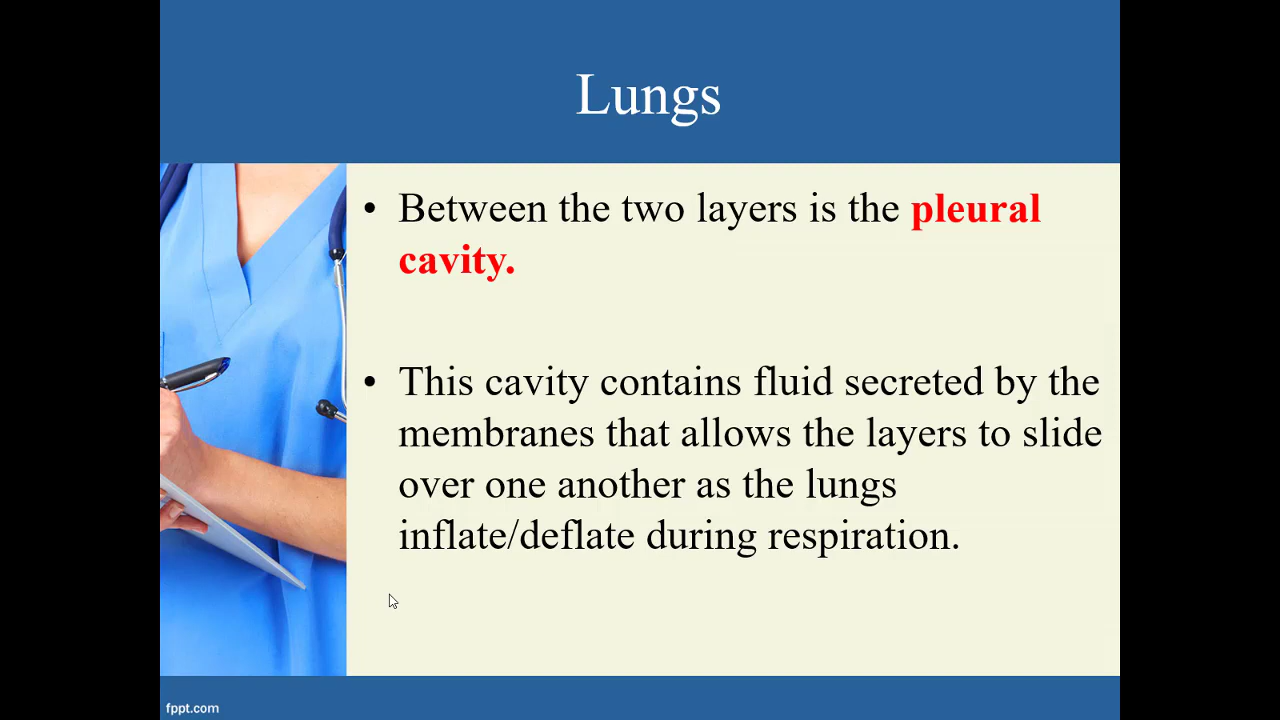 Lungs
• Between the two layers is the pleural
cavity.
• This cavity contains fluid secreted by the
membranes that allows the layers to slide
over one another as the lungs
inflate/deflate during respiration.
fppt.com